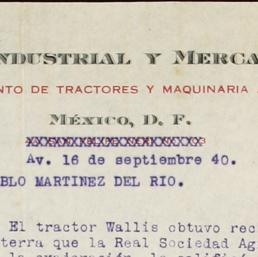 NDUSTRIAL Y MERCA
NTO DE TRACTORES Y MAQUINARIA
MÉXICO, D. F.
Av. 16 de septiembre 40.
BLO MARTINEZ DEL RIO.
El tractor Wallis obtuvo rec
terra que la Real Sociedad Ag